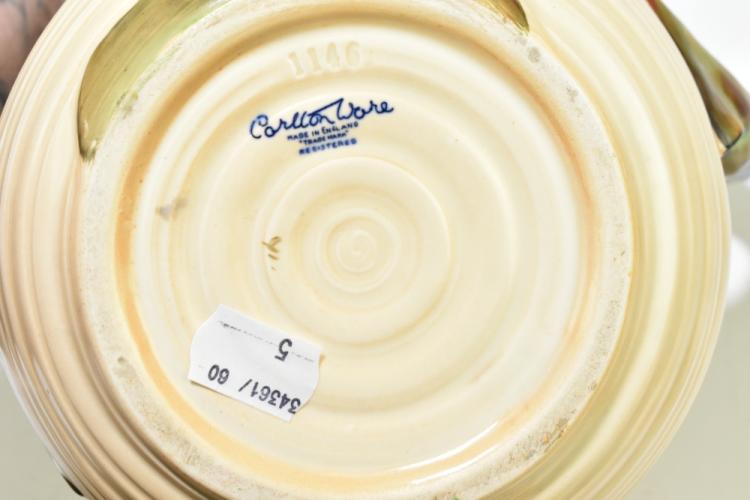 1146
Carlton Ware
MADE IN ENGLAND
"TRADE MARK"
REGISTERED
5
34361/ 60